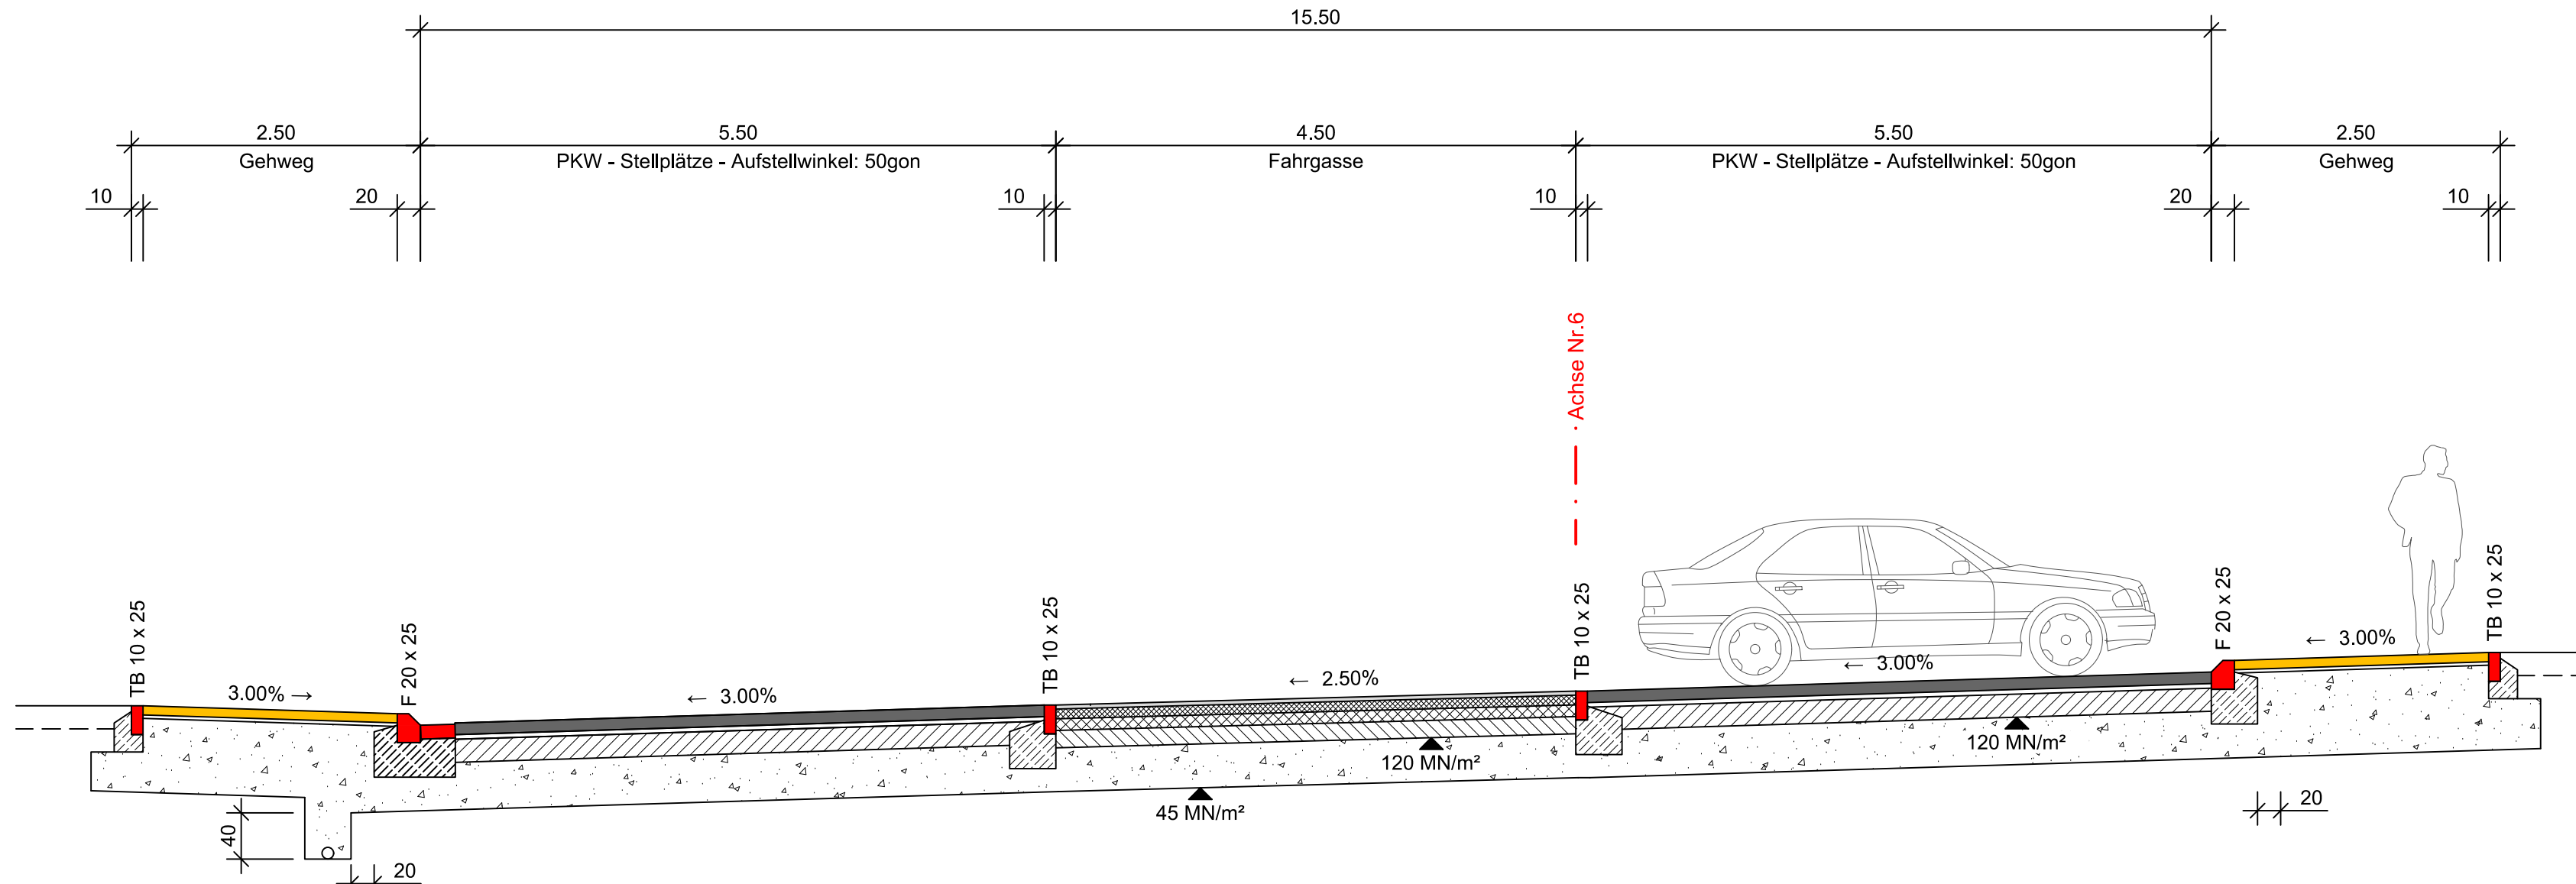 15.50
2.50 5.50 4.50 5.50 2.50
Gehweg PKW - Stellplätze - Aufstellwinkel: 50gon Fahrgasse PKW - Stellplätze - Aufstellwinkel: 50gon Gehweg
10 20 10 10 20 10
Achse Nr.6
TB 10 x 25
F 20 x 25
TB 10 x 25
TB 10 x 25
F 20 x 25
TB 10 x 25
3.00% →
← 3.00%
← 2.50%
← 3.00%
← 3.00%
120 MN/m²
120 MN/m²
45 MN/m²
40
20
20